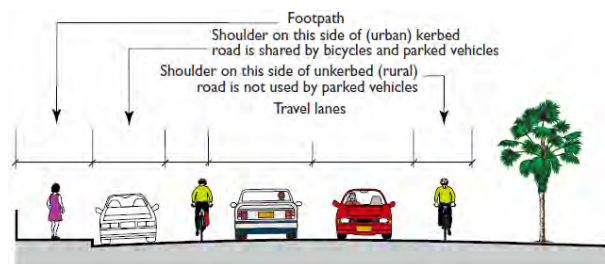 Footpath
Shoulder on this side of (urban) kerbed
road is shared by bicycles and parked vehicles
Shoulder on this side of unkerbed (rural)
road is not used by parked vehicles
Travel lanes